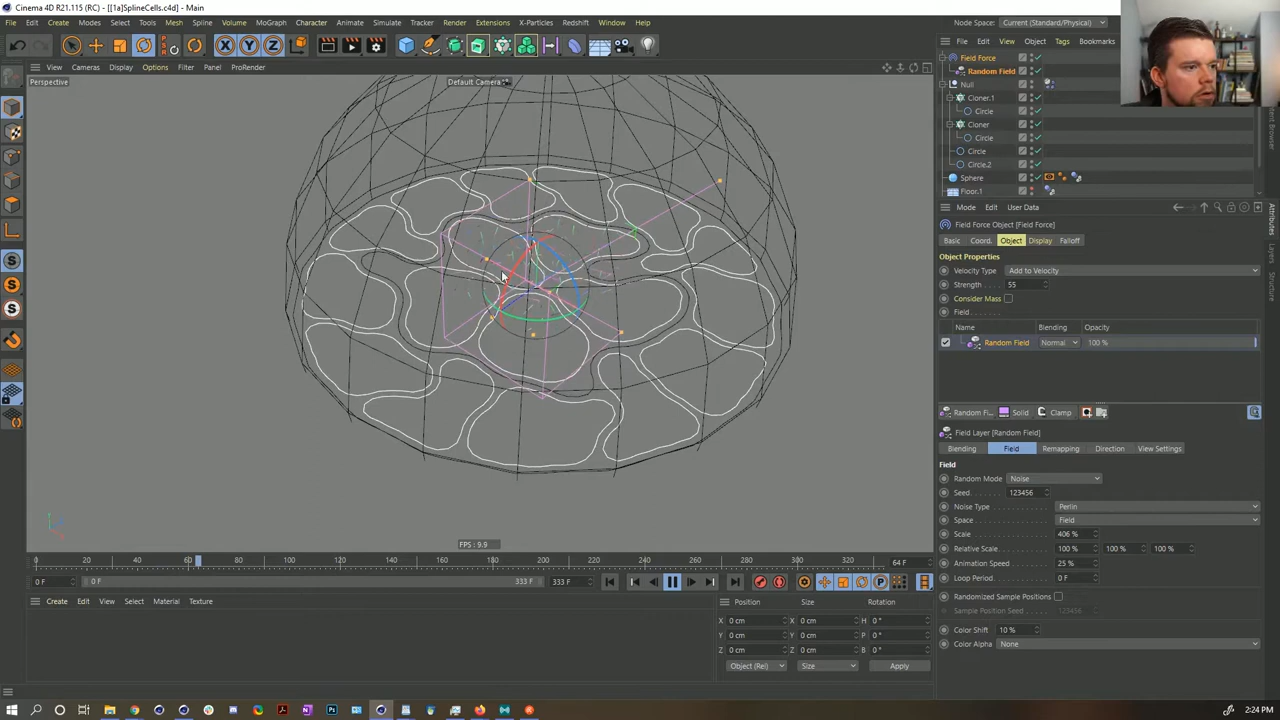 Cinema 4D R21.115 (RC) - [[1a]SplineCells.c4d] - Main
File Edit Create Modes Select Tools Mesh Spline Volume MoGraph Character Animate Simulate Tracker Render Extensions X-Particles Redshift Window Help
Node Space: Current (Standard/Physical)
File Edit View Object Tags Bookmarks
View Cameras Display Options Filter Panel ProRender
Perspective
Default Camera
Field Force
Random Field
Null
Cloner.1
Circle
Cloner
Circle
Circle
Circle.2
Sphere
Floor.1
Mode Edit User Data
Field Force Object [Field Force]
Basic Coord. Object Display Falloff
Object Properties
Velocity Type Add to Velocity
Strength 55
Consider Mass
Field
Name Blending Opacity
Random Field Normal 100 %
Random Fi... Solid Clamp
Field Layer [Random Field]
Blending Field Remapping Direction View Settings
Field
Random Mode Noise
Seed 123456
Noise Type Perlin
Space Field
Scale 406 %
Relative Scale 100 % 100 % 100 %
Animation Speed 25 %
Loop Period 0 F
Randomized Sample Positions
Sample Position Seed 123456
Color Shift 10 %
Color Alpha None
Attributes
Layers
Structure
FPS : 9.9
0 20 40 60 80 100 120 140 160 180 200 220 240 260 280 300 320 64 F
0 F 0 F 333 F 333 F
Create Edit View Select Material Texture
Position Size Rotation
X 0 cm X 0 cm H 0 °
Y 0 cm Y 0 cm P 0 °
Z 0 cm Z 0 cm B 0 °
Object (Rel) Size Apply
2:24 PM